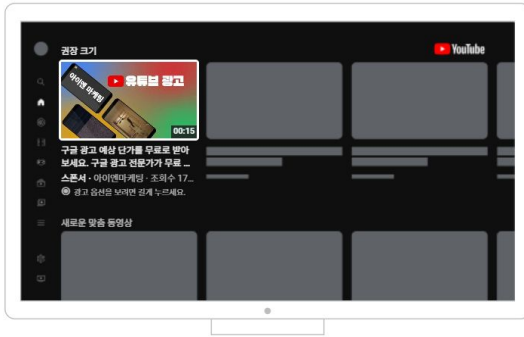 권장 크기
YouTube
아이엔 마케팅
유튜브 광고
00:15
구글 광고 예상 단가를 무료로 받아
보세요. 구글 광고 전문가가 무료 ...
스폰서 · 아이엔마케팅 · 조회수 17...
광고 옵션을 보려면 길게 누르세요.
새로운 맞춤 동영상